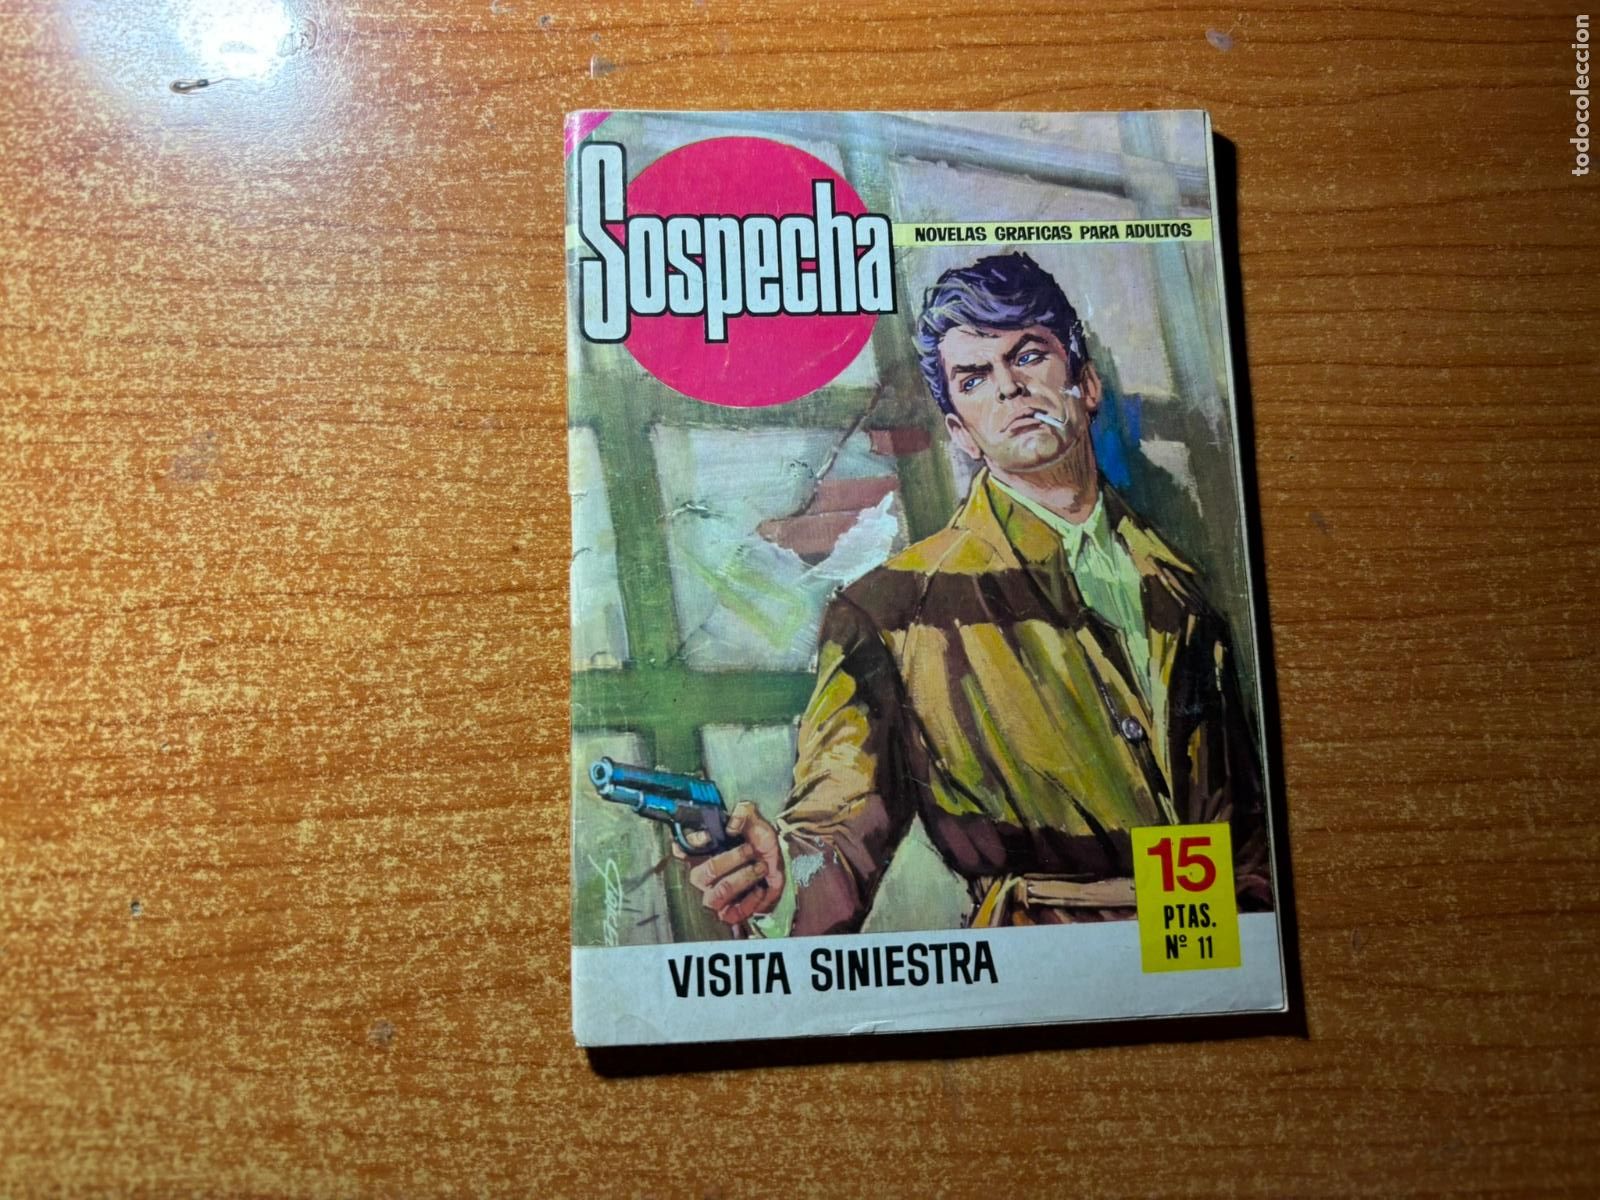 Sospecha
NOVELAS GRAFICAS PARA ADULTOS
15
PTAS.
Nº 11
VISITA SINIESTRA
todocoleccion